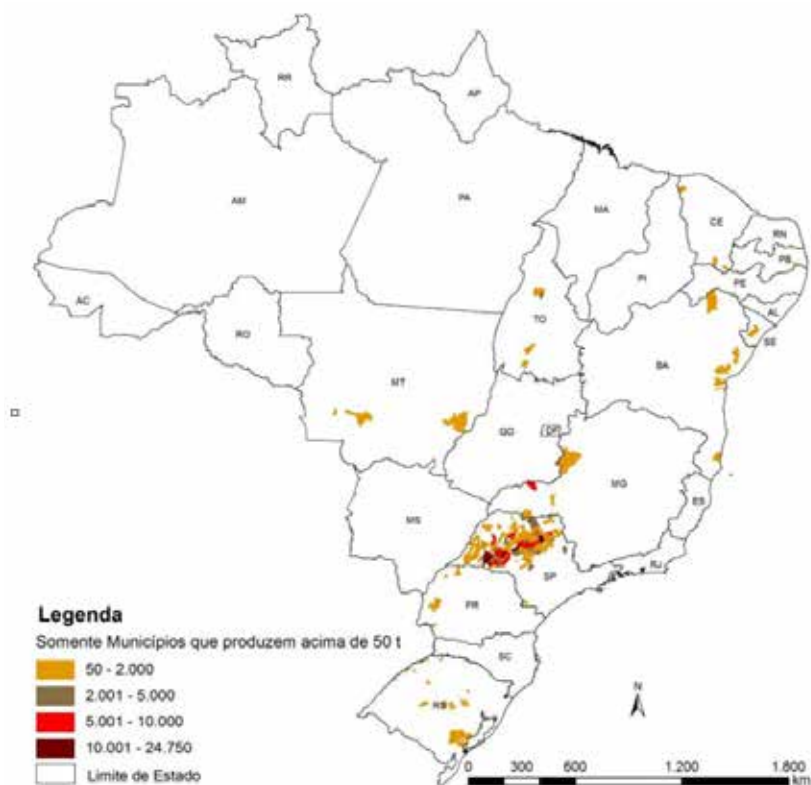 RR
AP
AM
PA
MA
CE
RN
PB
PE
PI
AL
SE
AC
TO
RO
BA
MT
GO
DF
MG
ES
MS
SP
RJ
PR
SC
RS
Legenda
Somente Municípios que produzem acima de 50 t
50 - 2.000
2.001 - 5.000
5.001 - 10.000
10.001 - 24.750
Limite de Estado
N
0 300 600 1.200 1.800
km